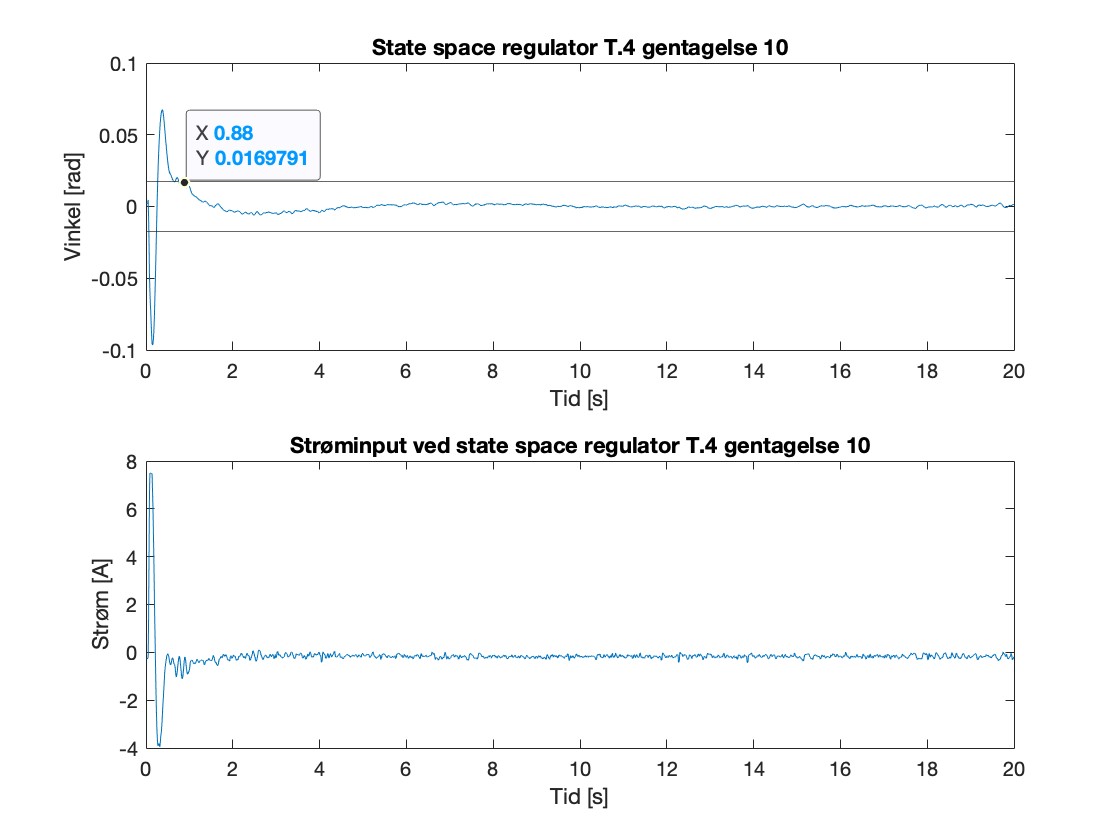 State space regulator T.4 gentagelse 10
0.1
0.05
0
-0.05
-0.1
Vinkel [rad]
X 0.88
Y 0.0169791
0 2 4 6 8 10 12 14 16 18 20
Tid [s]
Strøminput ved state space regulator T.4 gentagelse 10
8
6
4
2
0
-2
-4
Strøm [A]
0 2 4 6 8 10 12 14 16 18 20
Tid [s]